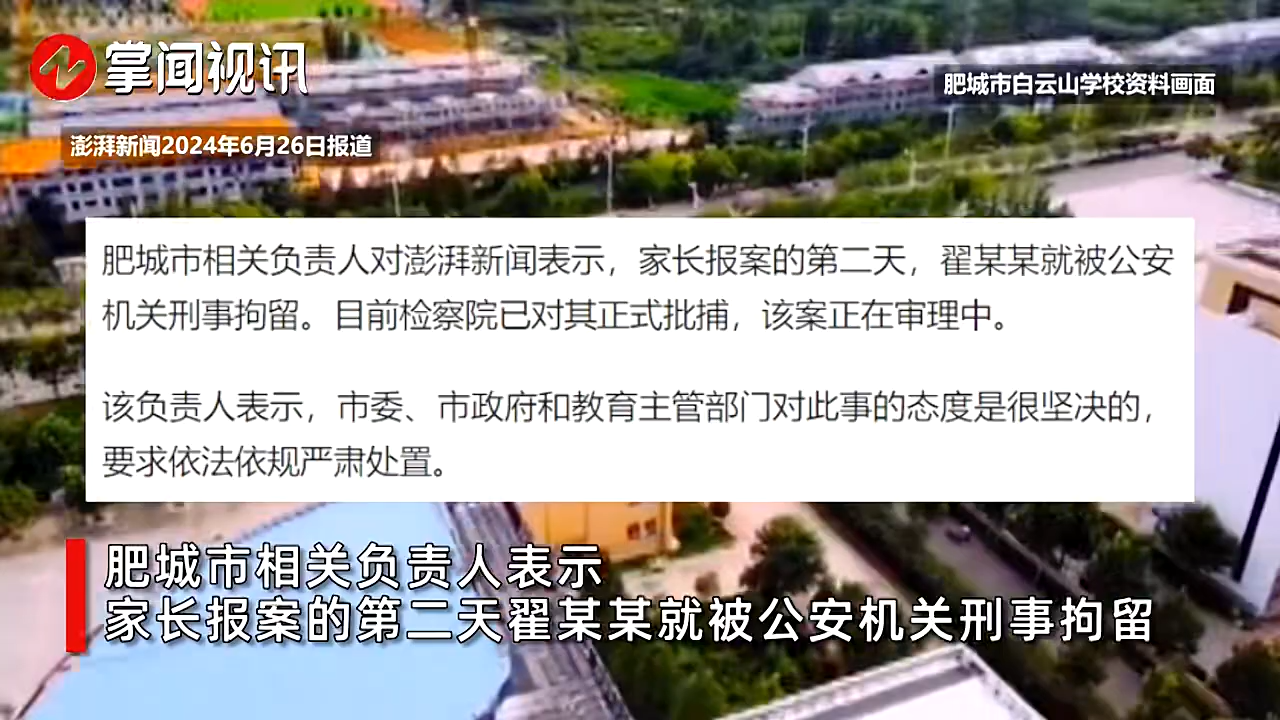 掌闻视讯
肥城市白云山学校资料画面
澎湃新闻2024年6月26日报道
肥城市相关负责人对澎湃新闻表示，家长报案的第二天，翟某某就被公安
机关刑事拘留。目前检察院已对其正式批捕，该案正在审理中。
该负责人表示，市委、市政府和教育主管部门对此事的态度是很坚决的，
要求依法依规严肃处置。
肥城市相关负责人表示
家长报案的第二天翟某某就被公安机关刑事拘留